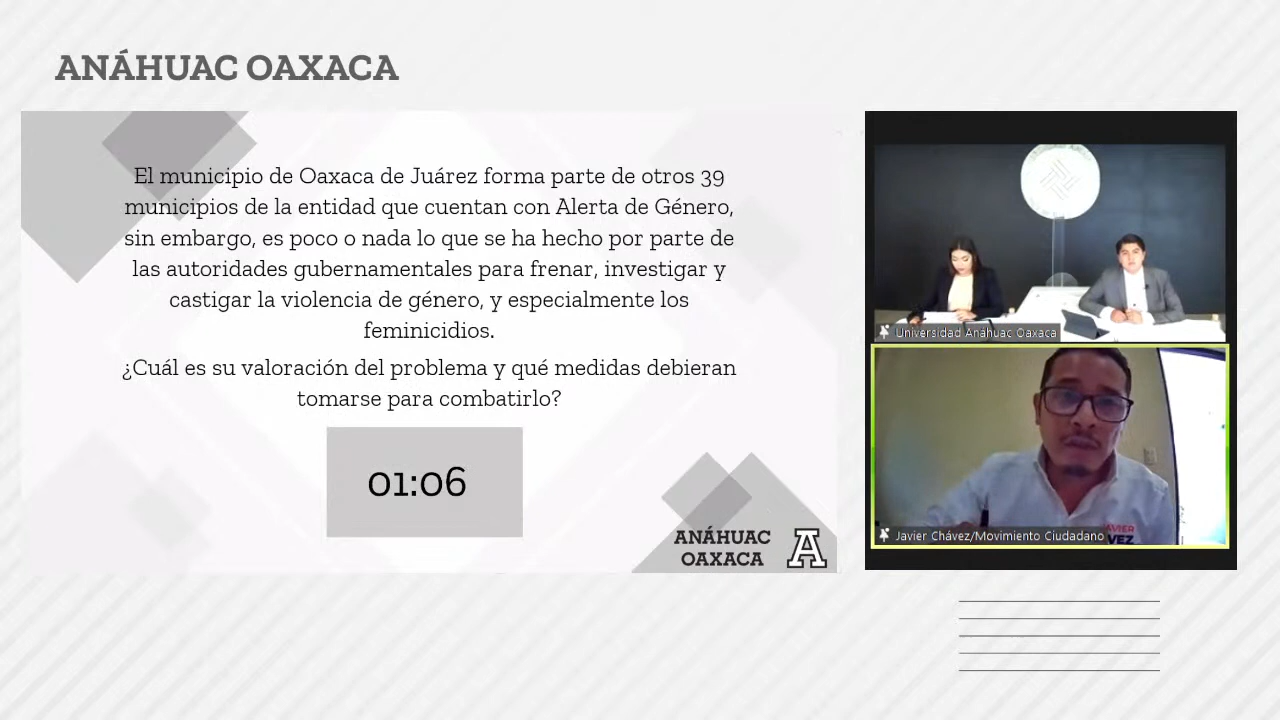 ANÁHUAC OAXACA
El municipio de Oaxaca de Juárez forma parte de otros 39
municipios de la entidad que cuentan con Alerta de Género,
sin embargo, es poco o nada lo que se ha hecho por parte de
las autoridades gubernamentales para frenar, investigar y
castigar la violencia de género, y especialmente los
feminicidios.
¿Cuál es su valoración del problema y qué medidas debieran
tomarse para combatirlo?
01:06
ANÁHUAC
OAXACA
A
Universidad Anáhuac Oaxaca
Javier Chávez/Movimiento Ciudadano